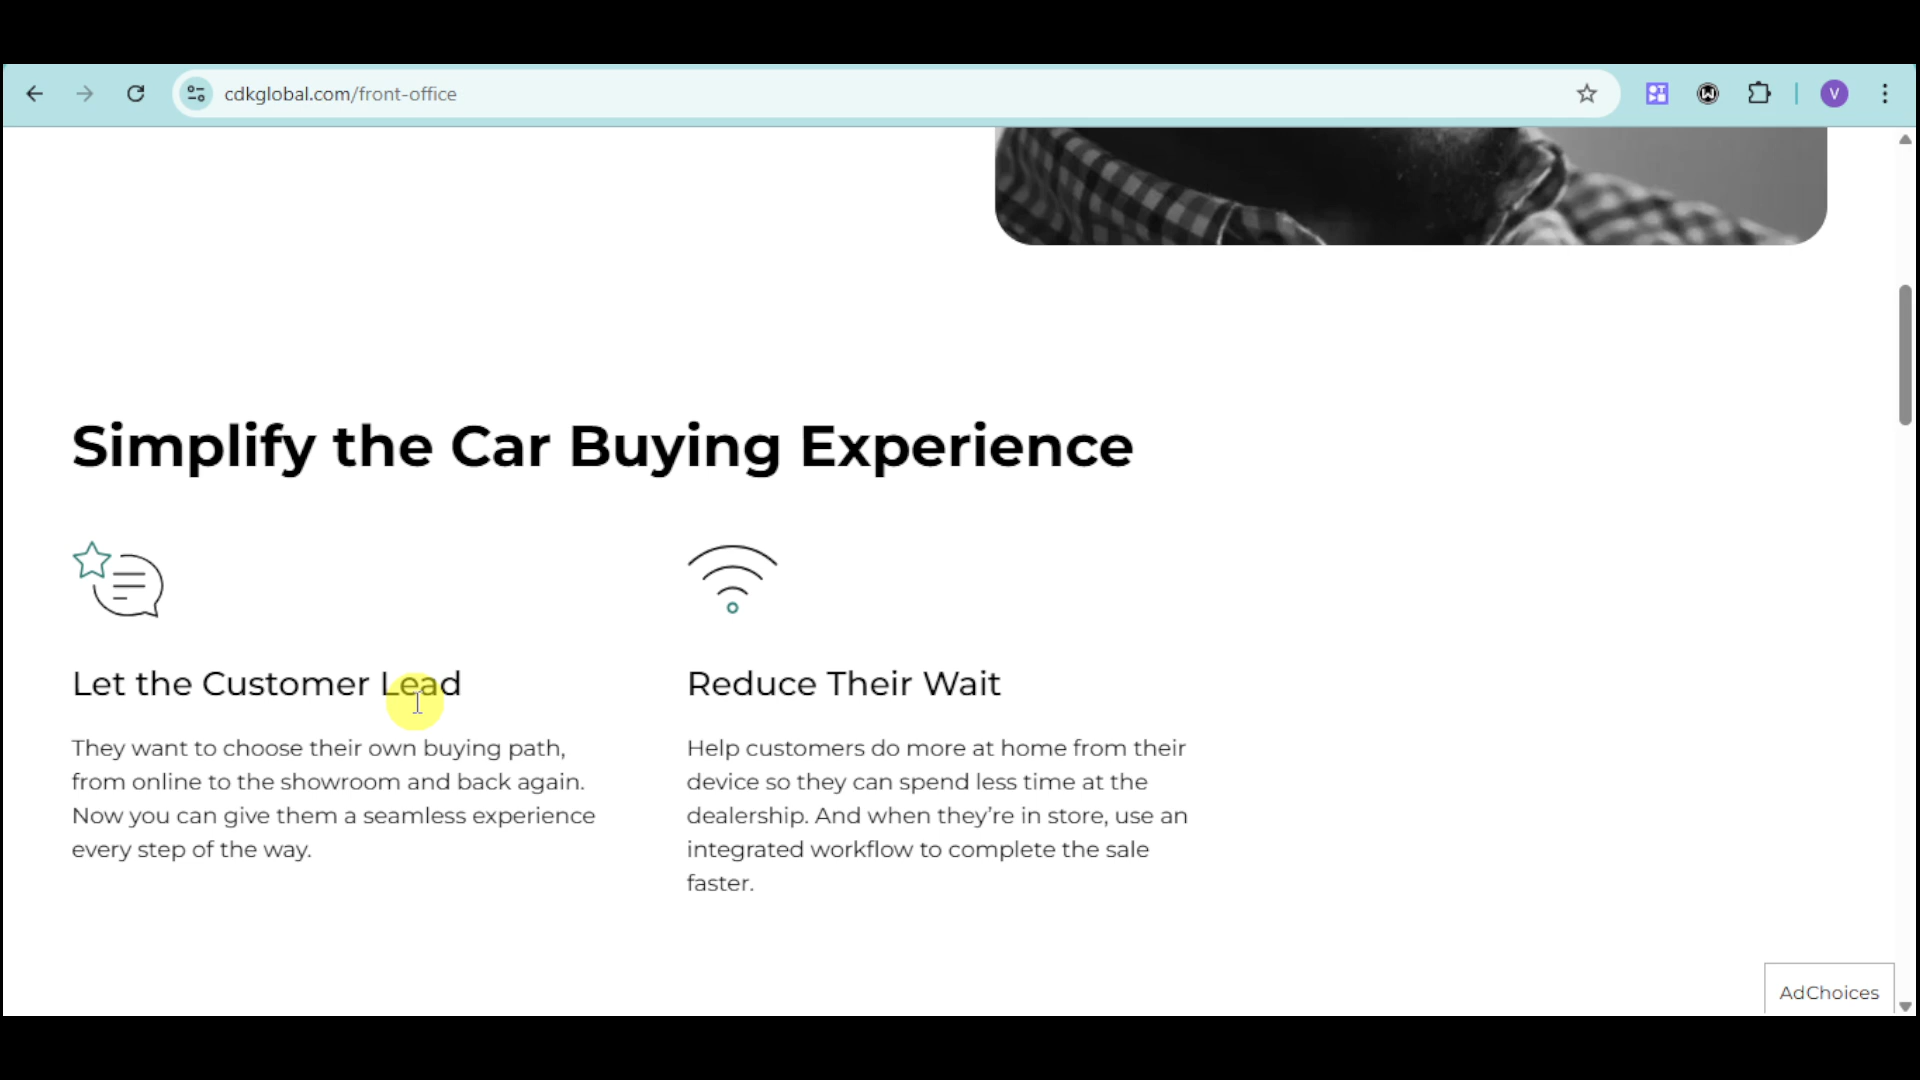 cdkglobal.com/front-office
V
Simplify the Car Buying Experience
Let the Customer Lead
They want to choose their own buying path,
from online to the showroom and back again.
Now you can give them a seamless experience
every step of the way.
Reduce Their Wait
Help customers do more at home from their
device so they can spend less time at the
dealership. And when they’re in store, use an
integrated workflow to complete the sale
faster.
AdChoices